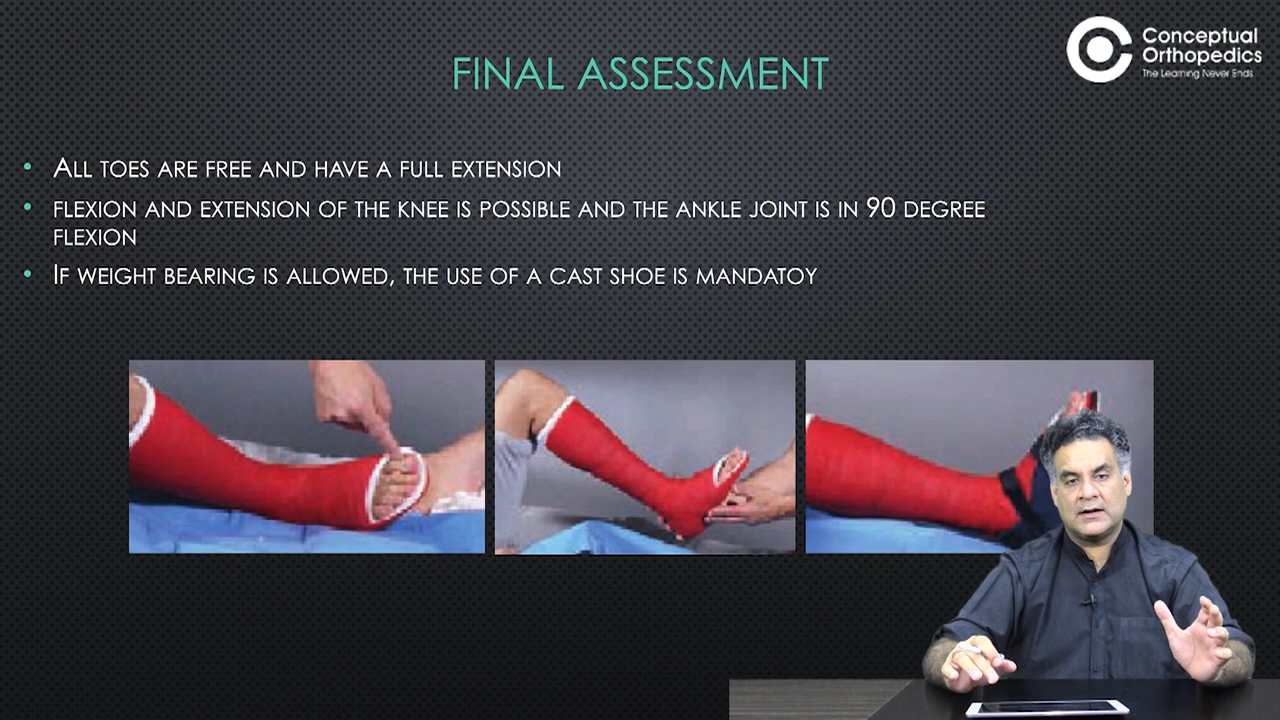 Conceptual
Orthopedics
The Learning Never Ends
FINAL ASSESSMENT
• ALL TOES ARE FREE AND HAVE A FULL EXTENSION
• FLEXION AND EXTENSION OF THE KNEE IS POSSIBLE AND THE ANKLE JOINT IS IN 90 DEGREE
FLEXION
• IF WEIGHT BEARING IS ALLOWED, THE USE OF A CAST SHOE IS MANDATOY